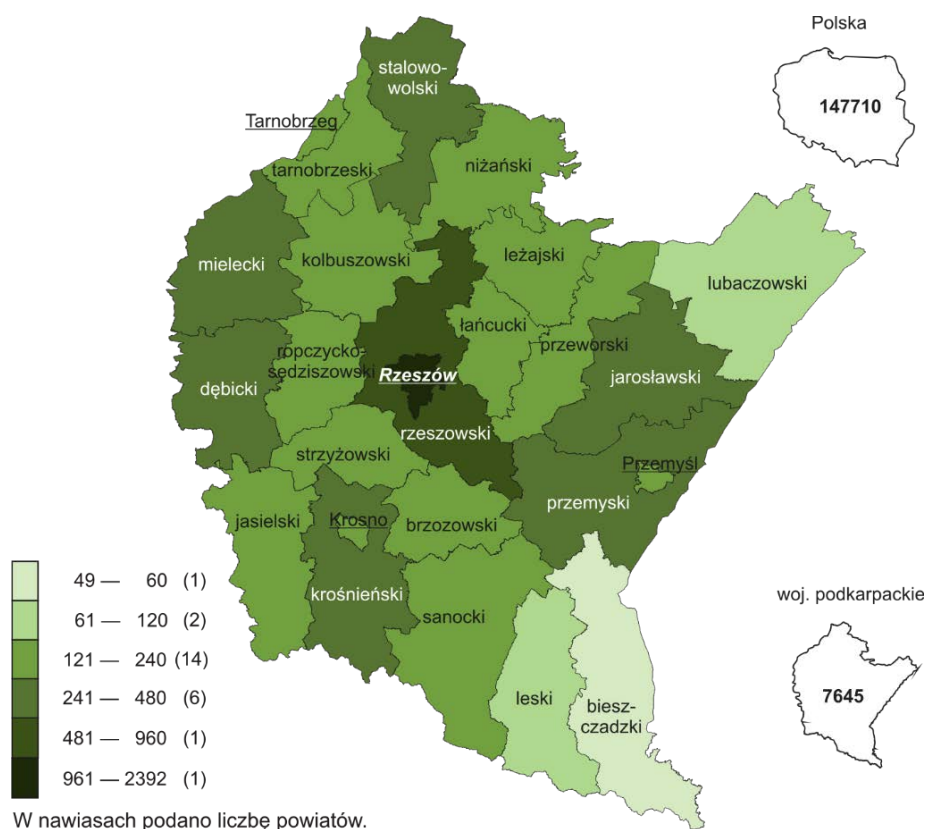 Polska
147710
stalowo-
wolski
Tarnobrzeg
tarnobrzeski
niżański
mielecki
kolbuszowski
leżajski
lubaczowski
łańcucki
przeworski
ropczycko-
sędziszowski
Rzeszów
jarosławski
dębicki
rzeszowski
strzyżowski
Przemyśl
przemyski
jasielski
Krosno
brzozowski
krośnieński
sanocki
leski
biesz-
czadzki
woj. podkarpackie
7645
49 — 60 (1)
61 — 120 (2)
121 — 240 (14)
241 — 480 (6)
481 — 960 (1)
961 — 2392 (1)
W nawiasach podano liczbę powiatów.